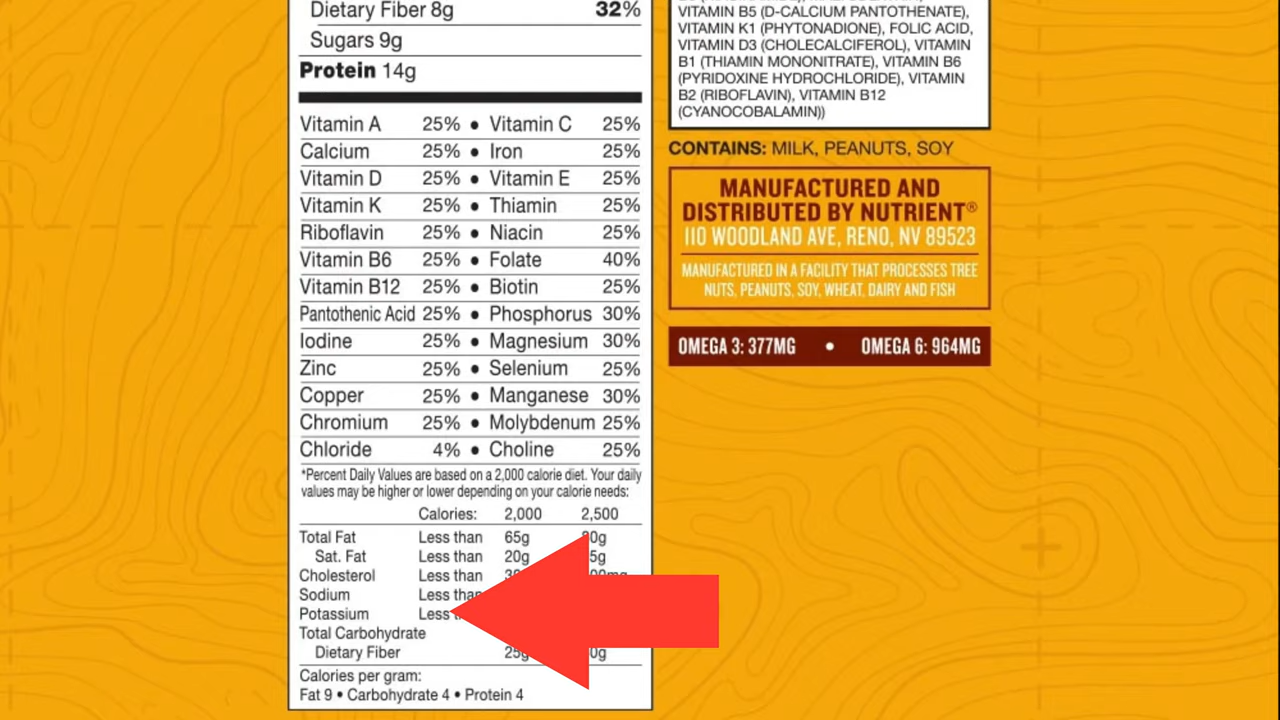 Dietary Fiber 8g 32%
Sugars 9g
Protein 14g
Vitamin A 25% • Vitamin C 25%
Calcium 25% • Iron 25%
Vitamin D 25% • Vitamin E 25%
Vitamin K 25% • Thiamin 25%
Riboflavin 25% • Niacin 25%
Vitamin B6 25% • Folate 40%
Vitamin B12 25% • Biotin 25%
Pantothenic Acid 25% • Phosphorus 30%
Iodine 25% • Magnesium 30%
Zinc 25% • Selenium 25%
Copper 25% • Manganese 30%
Chromium 25% • Molybdenum 25%
Chloride 4% • Choline 25%
*Percent Daily Values are based on a 2,000 calorie diet. Your daily
values may be higher or lower depending on your calorie needs:
Calories: 2,000 2,500
Total Fat Less than 65g
Sat. Fat Less than 20g
Cholesterol Less than
Sodium Less than
Potassium Less
Total Carbohydrate
Dietary Fiber 25g
Calories per gram:
Fat 9 • Carbohydrate 4 • Protein 4
VITAMIN B5 (D-CALCIUM PANTOTHENATE),
VITAMIN K1 (PHYTONADIONE), FOLIC ACID,
VITAMIN D3 (CHOLECALCIFEROL), VITAMIN
B1 (THIAMIN MONONITRATE), VITAMIN B6
(PYRIDOXINE HYDROCHLORIDE), VITAMIN
B2 (RIBOFLAVIN), VITAMIN B12
(CYANOCOBALAMIN))
CONTAINS: MILK, PEANUTS, SOY
MANUFACTURED AND
DISTRIBUTED BY NUTRIENT®
110 WOODLAND AVE, RENO, NV 89523
MANUFACTURED IN A FACILITY THAT PROCESSES TREE
NUTS, PEANUTS, SOY, WHEAT, DAIRY AND FISH
OMEGA 3: 377MG • OMEGA 6: 964MG